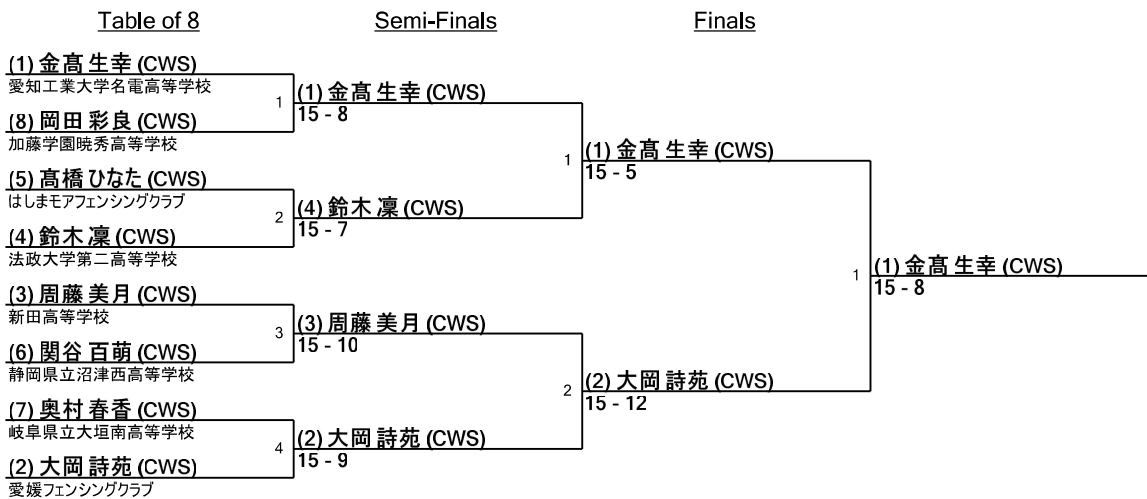 Table of 8
Semi-Finals
Finals
(1) 金髙 生幸 (CWS)
愛知工業大学名電高等学校
1
(8) 岡田 彩良 (CWS)
加藤学園暁秀高等学校
(5) 髙橋 ひなた (CWS)
はしまモアフェンシングクラブ
2
(4) 鈴木 凜 (CWS)
法政大学第二高等学校
(3) 周藤 美月 (CWS)
新田高等学校
3
(6) 関谷 百萌 (CWS)
静岡県立沼津西高等学校
(7) 奥村 春香 (CWS)
岐阜県立大垣南高等学校
4
(2) 大岡 詩苑 (CWS)
愛媛フェンシングクラブ
(1) 金髙 生幸 (CWS)
15 - 8
1
(4) 鈴木 凜 (CWS)
15 - 7
(3) 周藤 美月 (CWS)
15 - 10
2
(2) 大岡 詩苑 (CWS)
15 - 9
(1) 金髙 生幸 (CWS)
15 - 5
1
(2) 大岡 詩苑 (CWS)
15 - 12
(1) 金髙 生幸 (CWS)
15 - 8